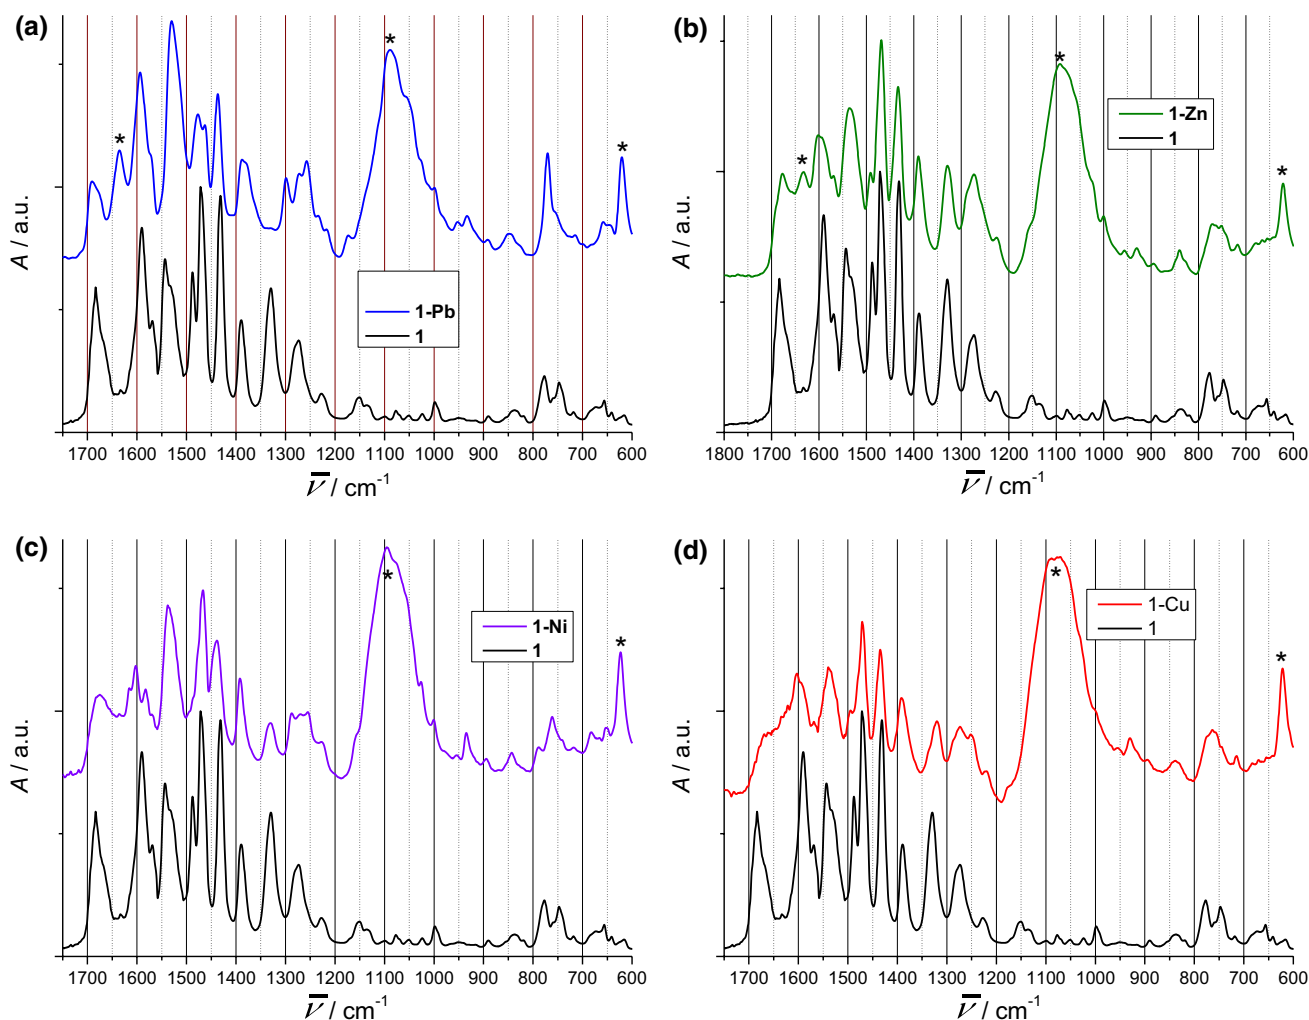 (a)
*
*
*
A / a.u.
1-Pb
1
1700 1600 1500 1400 1300 1200 1100 1000 900 800 700 600
ν̅ / cm⁻¹
(b)
*
*
*
1-Zn
1
1800 1700 1600 1500 1400 1300 1200 1100 1000 900 800 700 600
ν̅ / cm⁻¹
(c)
*
*
A / a.u.
1-Ni
1
1700 1600 1500 1400 1300 1200 1100 1000 900 800 700 600
ν̅ / cm⁻¹
(d)
*
*
A / a.u.
1-Cu
1
1700 1600 1500 1400 1300 1200 1100 1000 900 800 700 600
ν̅ / cm⁻¹
A / a.u.